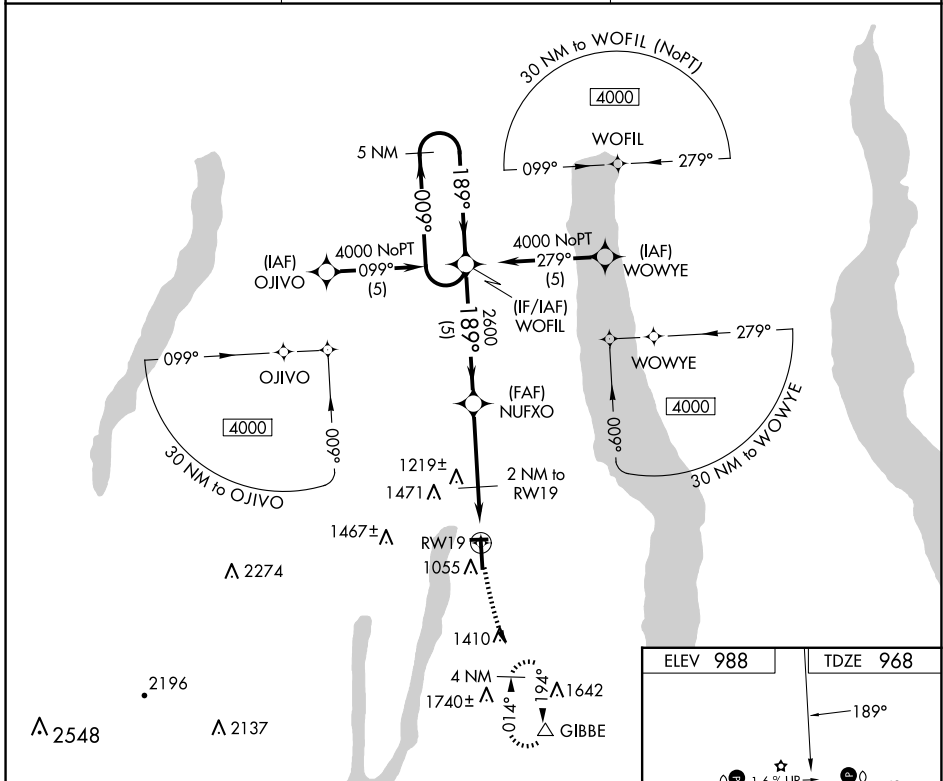 30 NM to WOFIL (NoPT)
4000
WOFIL
099°
279°
5 NM
189°
009°
(IAF)
OJIVO
4000 NoPT
099°
(5)
4000 NoPT
279°
(5)
(IAF)
WOWYE
(IF/IAF)
WOFIL
2600
189°
(5)
099°
OJIVO
009°
4000
30 NM to OJIVO
279°
WOWYE
009°
4000
30 NM to WOWYE
(FAF)
NUFXO
1219±
1471
2 NM to
RW19
1467±
RW19
1055
2274
1410
4 NM
1740±
014°
194°
1642
GIBBE
2196
2548
2137
ELEV 988
TDZE 968
189°
P
1.6% UP
P